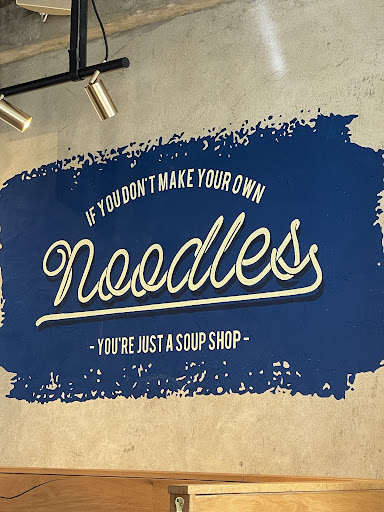 IF YOU DON'T MAKE YOUR OWN
Noodles
- YOU'RE JUST A SOUP SHOP -